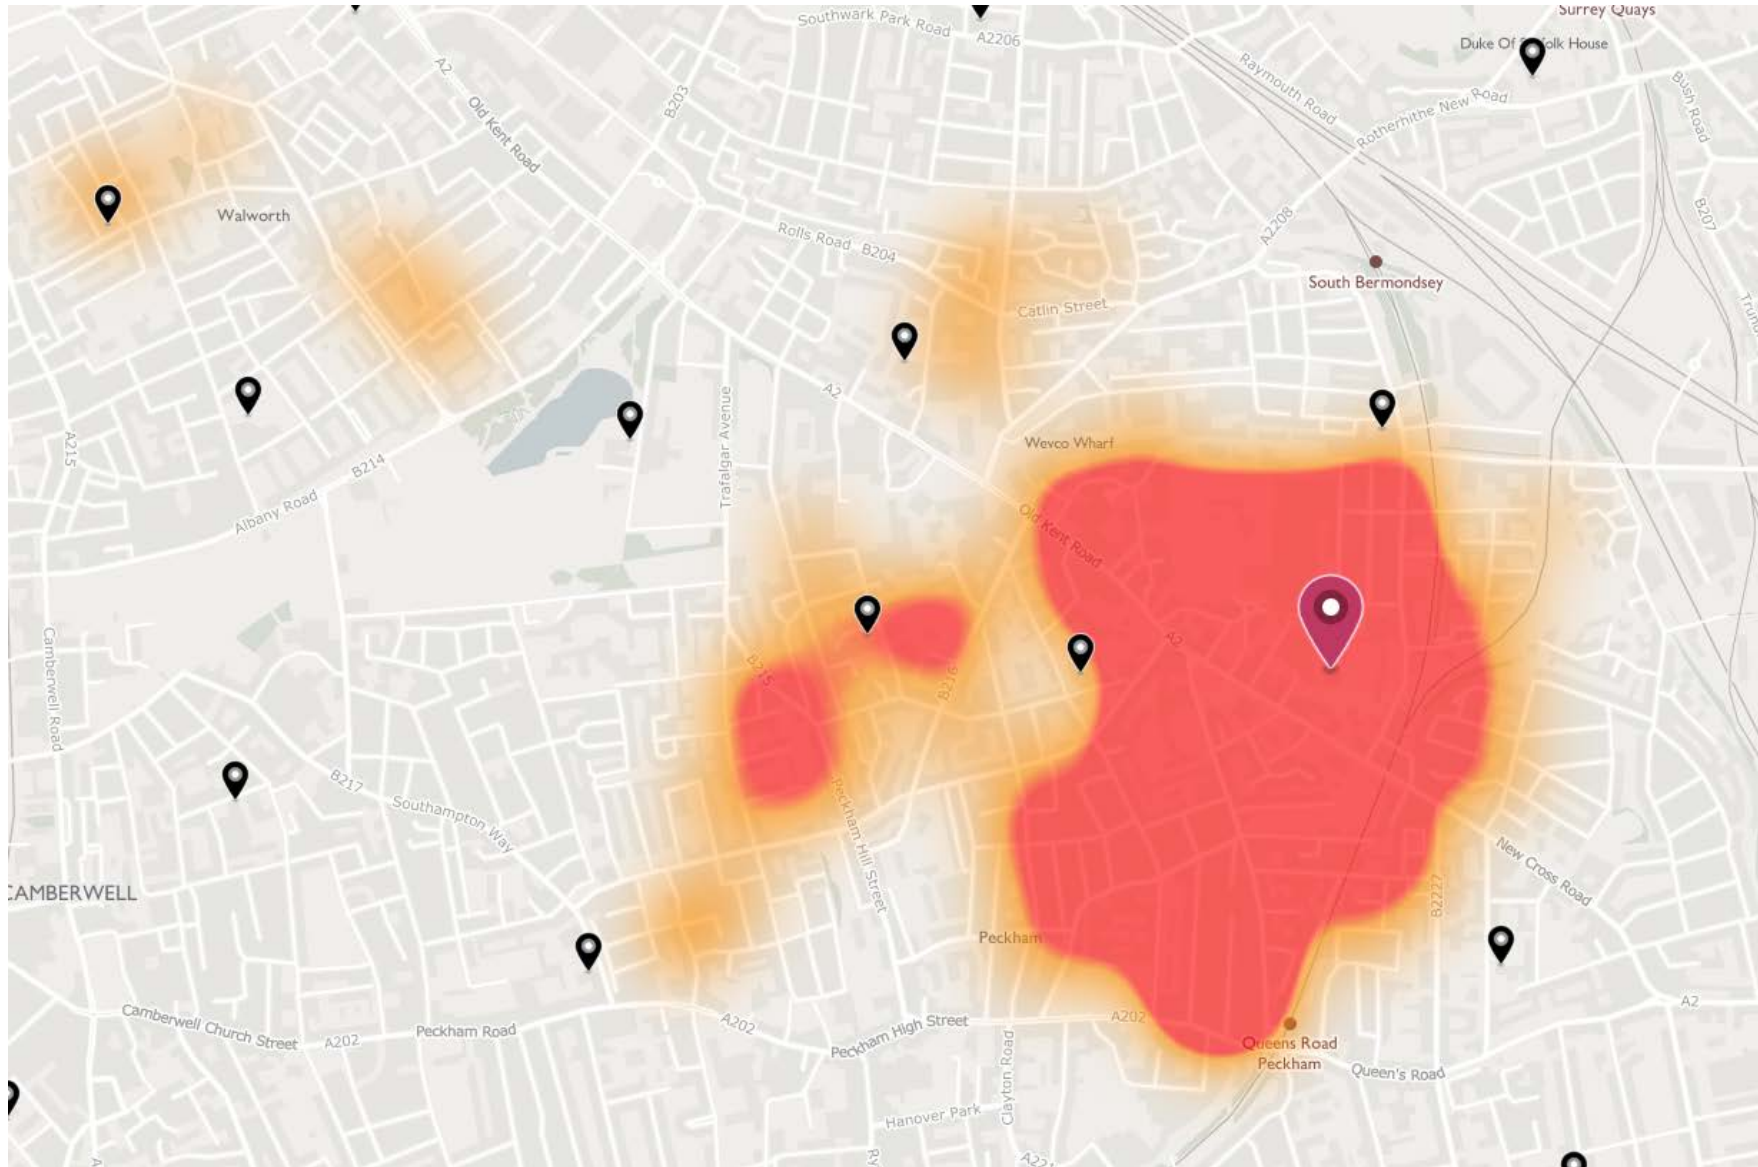 Surrey Quays
Southwark Park Road
A2206
Duke Of
olk House
A2
B203
Raymouth Road
Bush Road
Old Kent Road
Rotherhithe New Road
Walworth
B207
A2208
Rolls Road
B204
South Bermondsey
Catlin Street
A2
Trafalgar Avenue
A215
B214
Wevco Wharf
Albany Road
Old Kent Road
Camberwell Road
B215
B216
A2
B217
Southampton Way
Peckham Hill Street
New Cross Road
CAMBERWELL
B2227
Peckham
Camberwell Church Street
A202
Peckham Road
A202
Peckham High Street
A202
Queens Road
Peckham
Queen's Road
A2
Clayton Road
Hanover Park